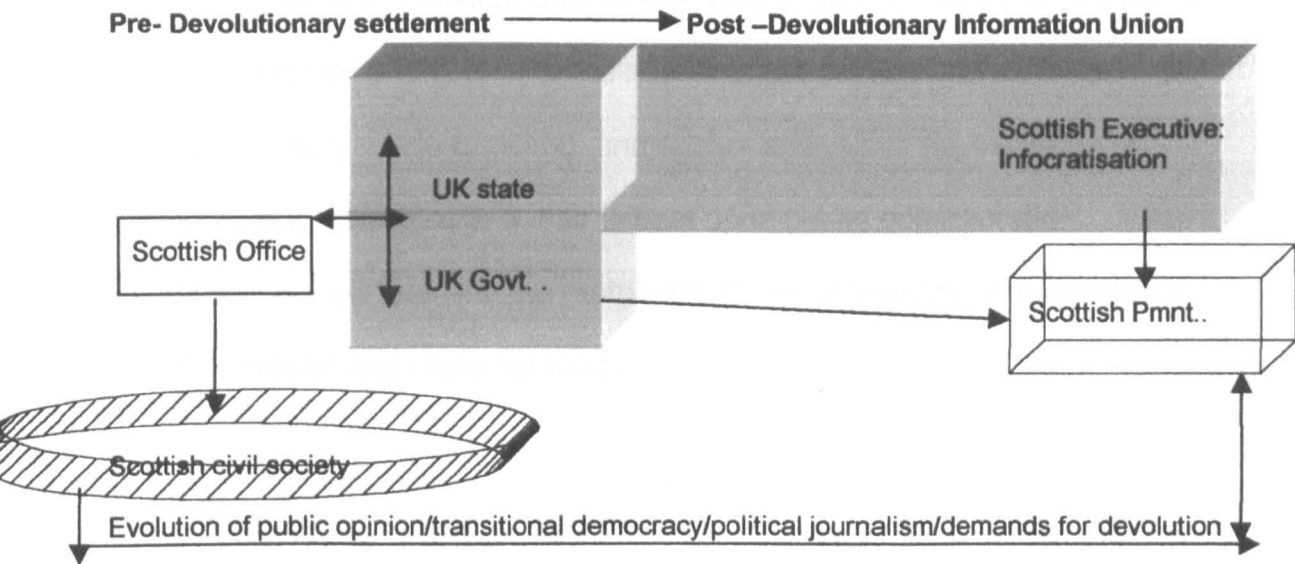 Pre- Devolutionary settlement
Post –Devolutionary Information Union
Scottish Executive:
Infocratisation
UK state
Scottish Office
UK Govt. .
Scottish Pmnt..
Scottish civil society
Evolution of public opinion/transitional democracy/political journalism/demands for devolution